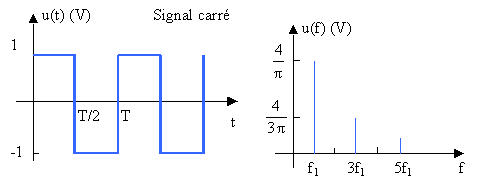 u(t) (V)
Signal carré
1
T/2
T
t
-1
u(f) (V)
4
π
4
3π
f1
3f1
5f1
f